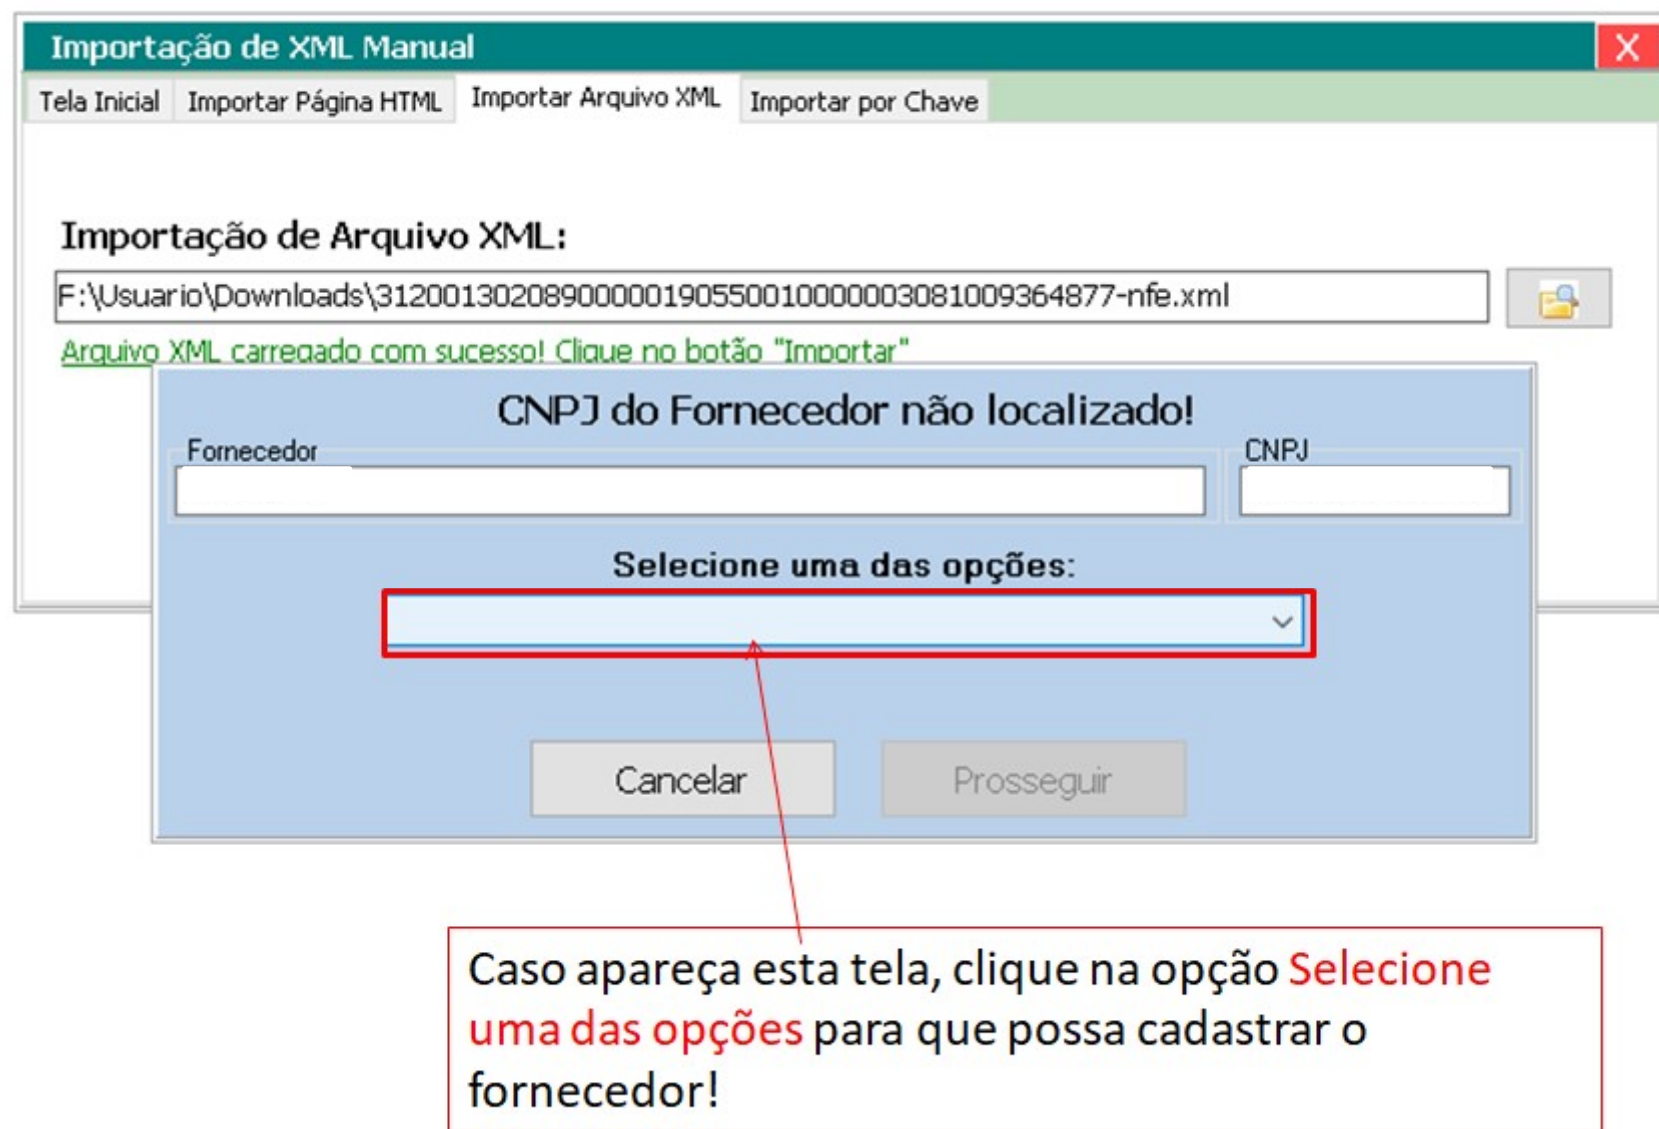 Importação de XML Manual
X
Tela Inicial Importar Página HTML Importar Arquivo XML Importar por Chave
Importação de Arquivo XML:
F:\Usuario\Downloads\31200130208900000190550010000003081009364877-nfe.xml
Arquivo XML carregado com sucesso! Clique no botão "Importar"
CNPJ do Fornecedor não localizado!
Fornecedor CNPJ
Selecione uma das opções:
Cancelar Prosseguir
Caso apareça esta tela, clique na opção Selecione
uma das opções para que possa cadastrar o
fornecedor!